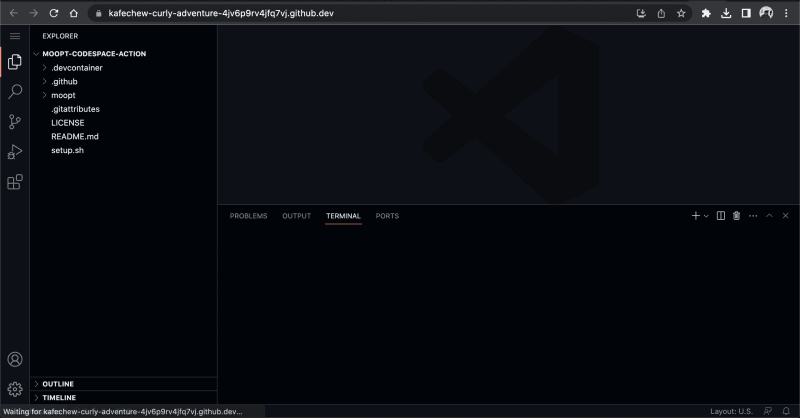 kafechew-curly-adventure-4jv6p9rv4jfq7vj.github.dev
EXPLORER
MOOPT-CODESPACE-ACTION
.devcontainer
.github
moopt
.gitattributes
LICENSE
README.md
setup.sh
PROBLEMS OUTPUT TERMINAL PORTS
OUTLINE
TIMELINE
Waiting for kafechew-curly-adventure-4jv6p9rv4jfq7vj.github.dev...
Layout: U.S.